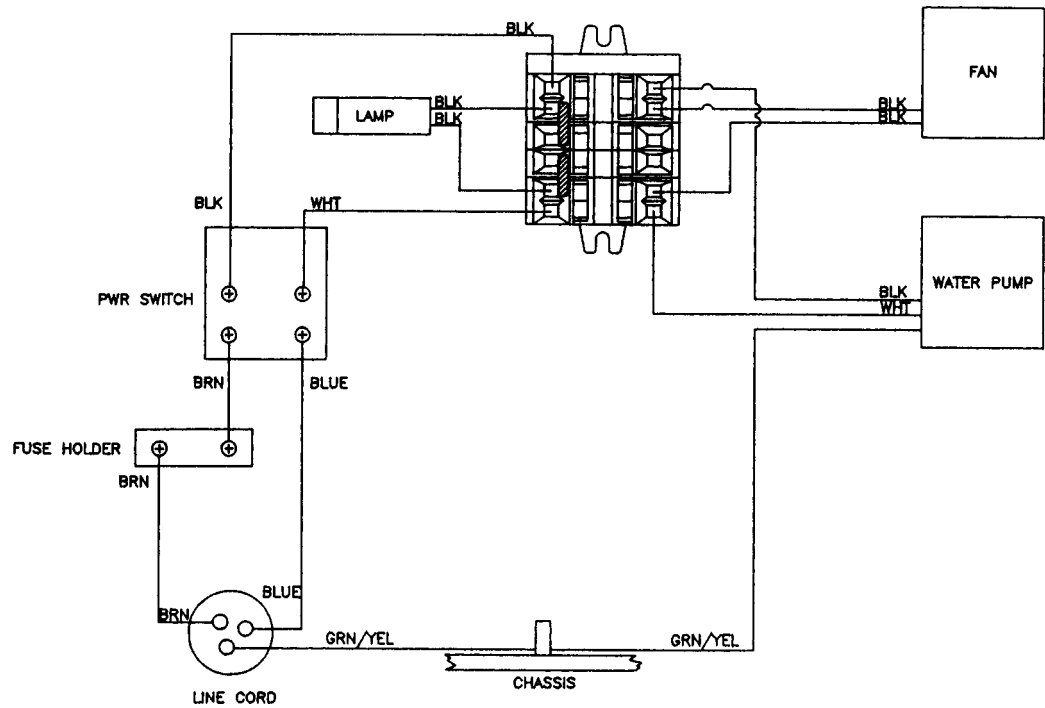 BLK
FAN
BLK
LAMP
BLK
BLK
BLK
BLK
WHT
PWR SWITCH
WATER PUMP
BLK
WHT
BRN
BLUE
FUSE HOLDER
BRN
BLUE
BRN
GRN/YEL
GRN/YEL
CHASSIS
LINE CORD